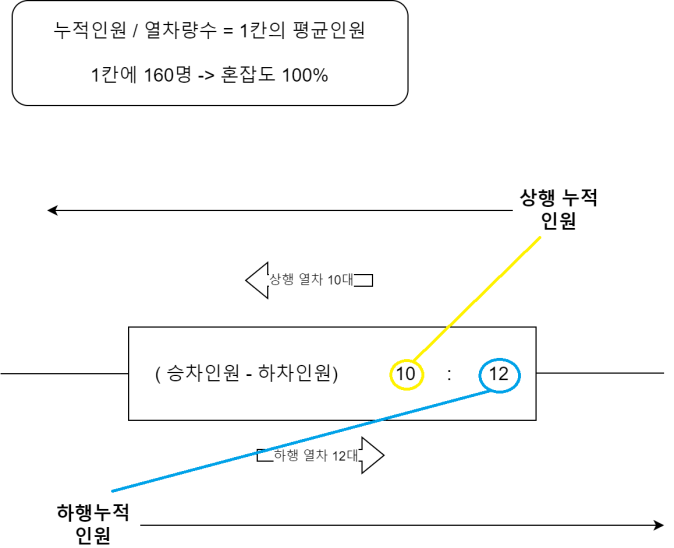 누적인원 / 열차량수 = 1칸의 평균인원
1칸에 160명 -> 혼잡도 100%
상행 누적
인원
상행 열차 10대
( 승차인원 - 하차인원) 10 : 12
하행 열차 12대
하행누적
인원